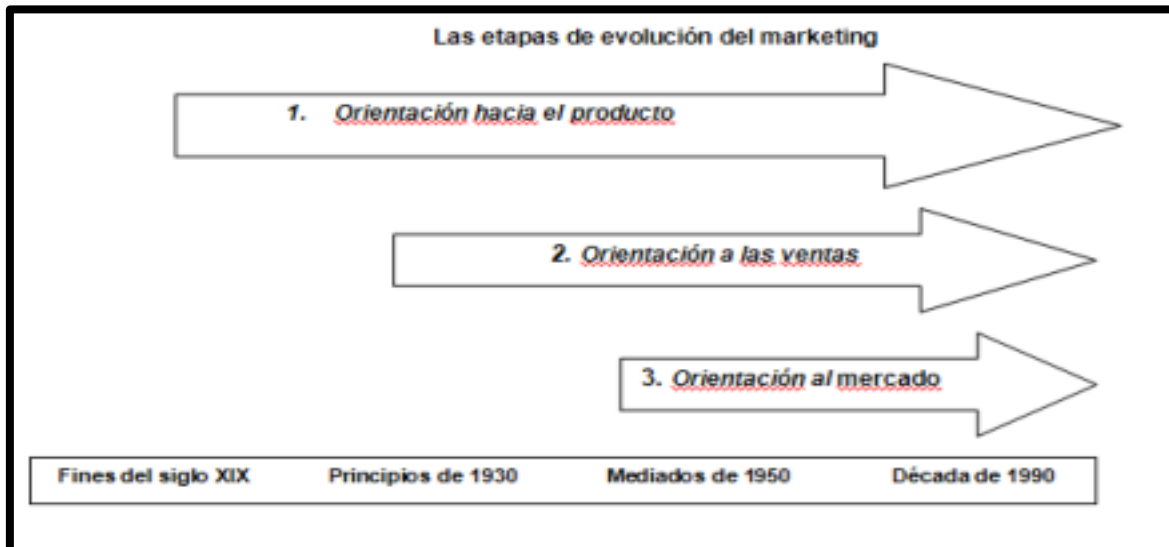 Las etapas de evolución del marketing
1. Orientación hacia el producto
2. Orientación a las ventas
3. Orientación al mercado
Fines del siglo XIX Principios de 1930 Mediados de 1950 Década de 1990